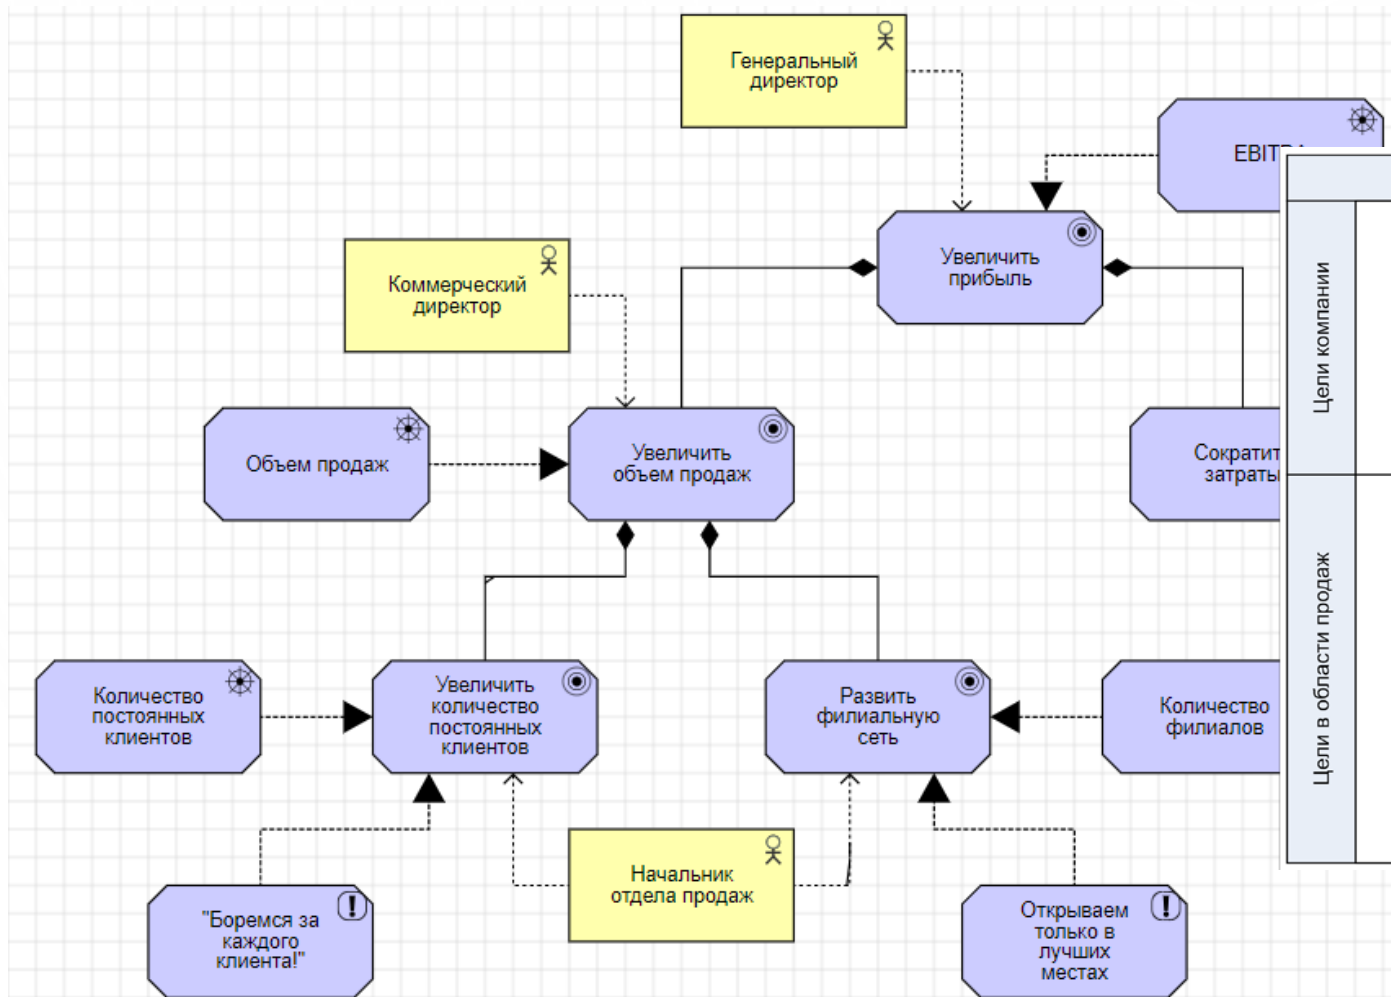 Генеральный
директор
EBIT
Увеличить
прибыль
Коммерческий
директор
Цели компании
Объем продаж
Увеличить
объем продаж
Сократит
затраты
Количество
постоянных
клиентов
Увеличить
количество
постоянных
клиентов
Развить
филиальную
сеть
Количество
филиалов
Цели в области продаж
"Боремся за
каждого
клиента!"
Начальник
отдела продаж
Открываем
только в
лучших
местах